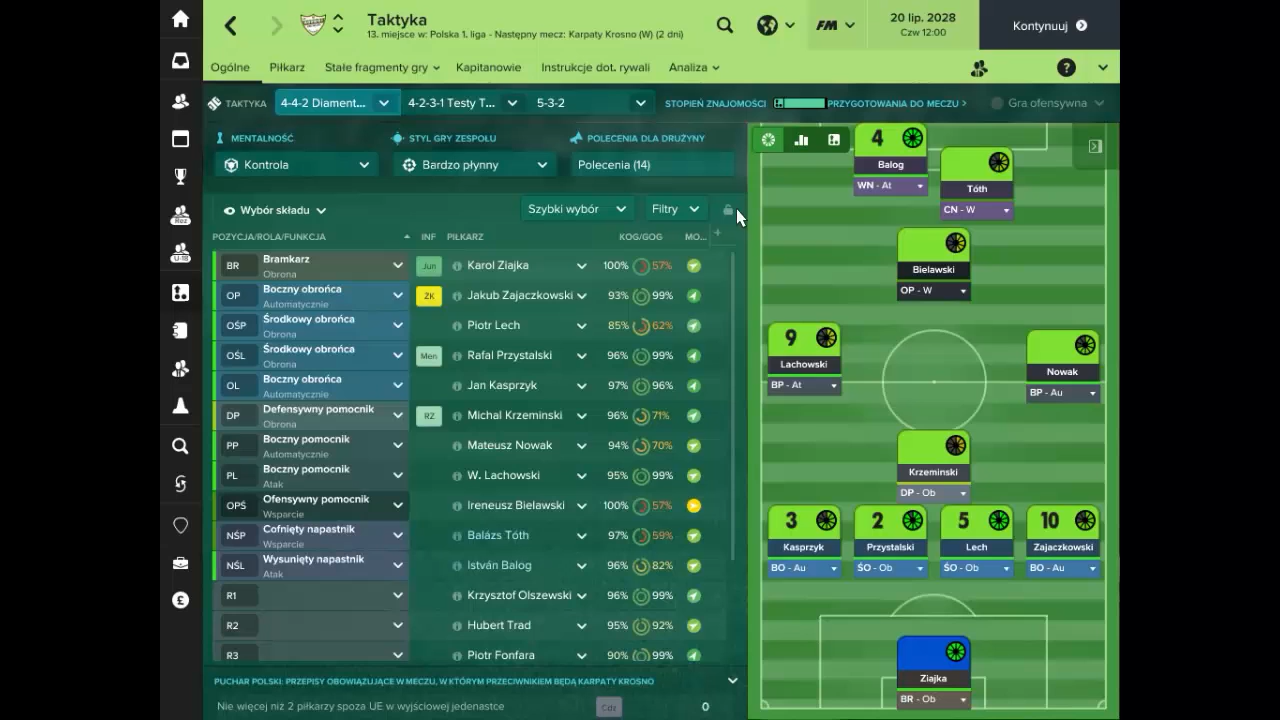 Taktyka
13. miejsce w: Polska 1. liga - Następny mecz: Karpaty Krosno (W) (2 dni)
FM
20 lip. 2028
Czw 12:00
Kontynuuj
Ogólne
Piłkarz
Stałe fragmenty gry
Kapitanowie
Instrukcje dot. rywali
Analiza
TAKTYKA
4-4-2 Diament...
4-2-3-1 Testy T...
5-3-2
STOPIEŃ ZNAJOMOŚCI
PRZYGOTOWANIA DO MECZU >
Gra ofensywna
MENTALNOŚĆ
STYL GRY ZESPOŁU
POLECENIA DLA DRUŻYNY
Kontrola
Bardzo płynny
Polecenia (14)
Wybór składu
Szybki wybór
Filtry
POZYCJA/ROLA/FUNKCJA INF PIŁKARZ KOG/GOG MO...
BR Bramkarz Obrona Jun Karol Ziajka 100% 57%
OP Boczny obrońca Automatycznie ŻK Jakub Zajaczkowski 93% 99%
OŚP Środkowy obrońca Obrona Piotr Lech 85% 62%
OŚL Środkowy obrońca Obrona Men Rafal Przystalski 96% 99%
OL Boczny obrońca Automatycznie Jan Kasprzyk 97% 96%
DP Defensywny pomocnik Obrona RZ Michal Krzeminski 96% 71%
PP Boczny pomocnik Automatycznie Mateusz Nowak 94% 70%
PL Boczny pomocnik Atak W. Lachowski 95% 99%
OPŚ Ofensywny pomocnik Wsparcie Ireneusz Bielawski 100% 57%
NŚP Cofnięty napastnik Wsparcie Balázs Tóth 97% 59%
NŚL Wysunięty napastnik Atak István Balog 96% 82%
R1 Krzysztof Olszewski 96% 99%
R2 Hubert Trad 95% 92%
R3 Piotr Fonfara 90% 99%
PUCHAR POLSKI: PRZEPISY OBOWIĄZUJĄCE W MECZU, W KTÓRYM PRZECIWNIKIEM BĘDĄ KARPATY KROSNO
Nie więcej niż 2 piłkarzy spoza UE w wyjściowej jedenastce Cdz 0
4
Balog
WN - At
Tóth
CN - W
Bielawski
OP - W
9
Lachowski
BP - At
Nowak
BP - Au
Krzeminski
DP - Ob
3 2 5 10
Kasprzyk Przystalski Lech Zajaczkowski
BO - Au ŚO - Ob ŚO - Ob BO - Au
Ziajka
BR - Ob